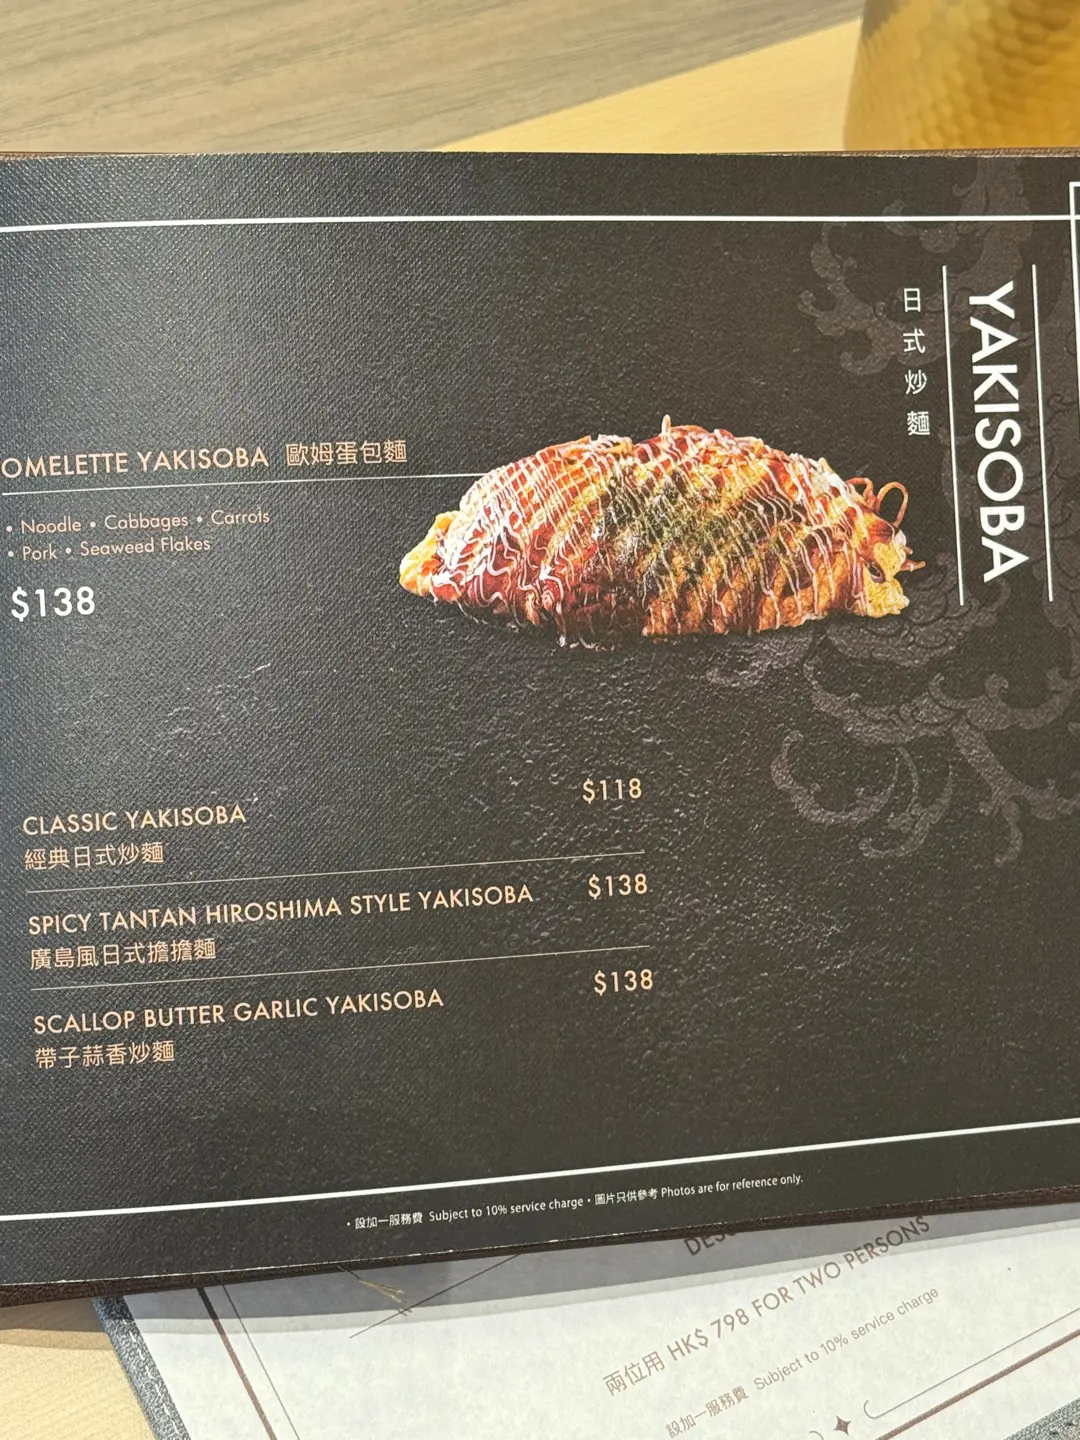 YAKISOBA
日式炒麵
OMELETTE YAKISOBA 歐姆蛋包麵
• Noodle • Cabbages • Carrots
• Pork • Seaweed Flakes
$138
CLASSIC YAKISOBA $118
經典日式炒麵
SPICY TANTAN HIROSHIMA STYLE YAKISOBA $138
廣島風日式擔擔麵
SCALLOP BUTTER GARLIC YAKISOBA $138
帶子蒜香炒麵
• 設加一服務費 Subject to 10% service charge • 圖片只供參考 Photos are for reference only.
兩位用 HK$ 798 FOR TWO PERSONS
設加一服務費 Subject to 10% service charge